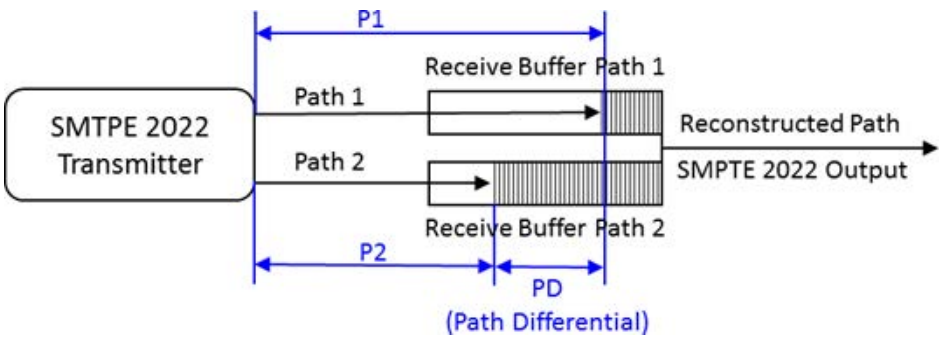 P1
Receive Buffer Path 1
Path 1
SMTPE 2022
Transmitter
Reconstructed Path
Path 2
SMPTE 2022 Output
Receive Buffer Path 2
P2
PD
(Path Differential)